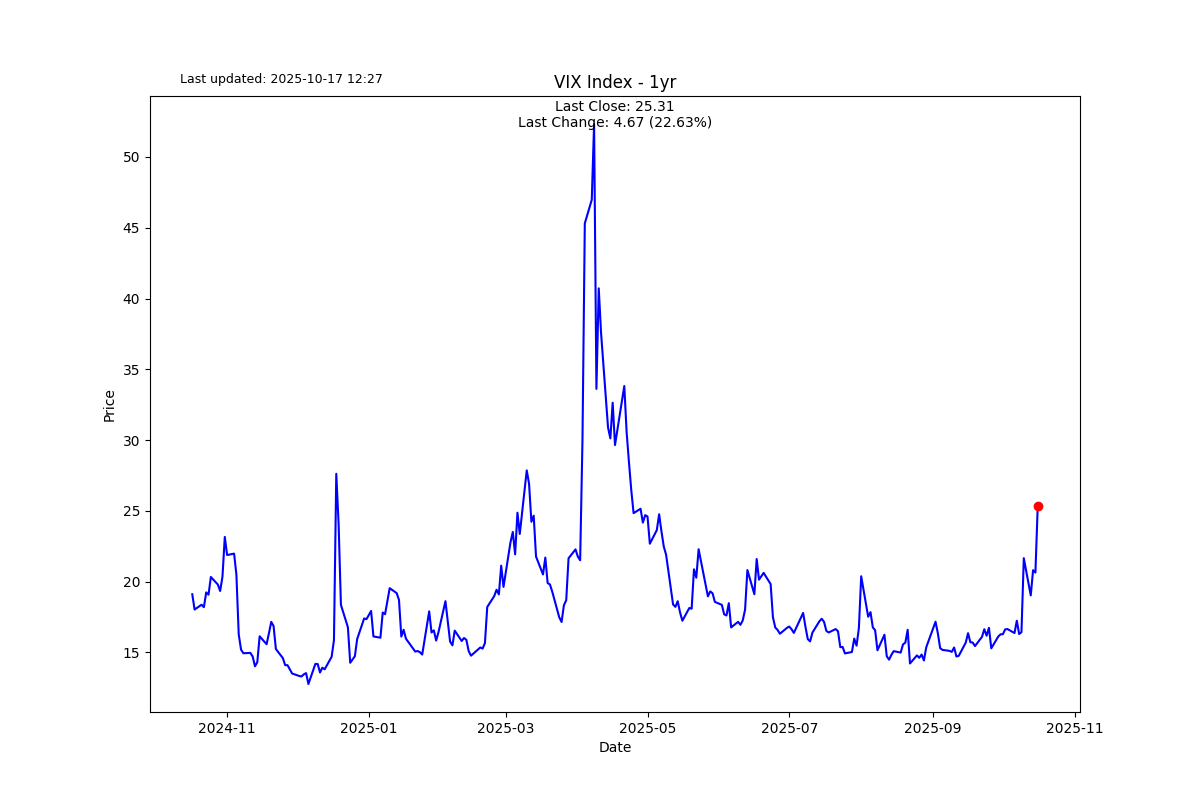 Last updated: 2025-10-17 12:27
VIX Index - 1yr
Last Close: 25.31
Last Change: 4.67 (22.63%)
50
45
40
35
30
25
20
15
Price
2024-11 2025-01 2025-03 2025-05 2025-07 2025-09 2025-11
Date